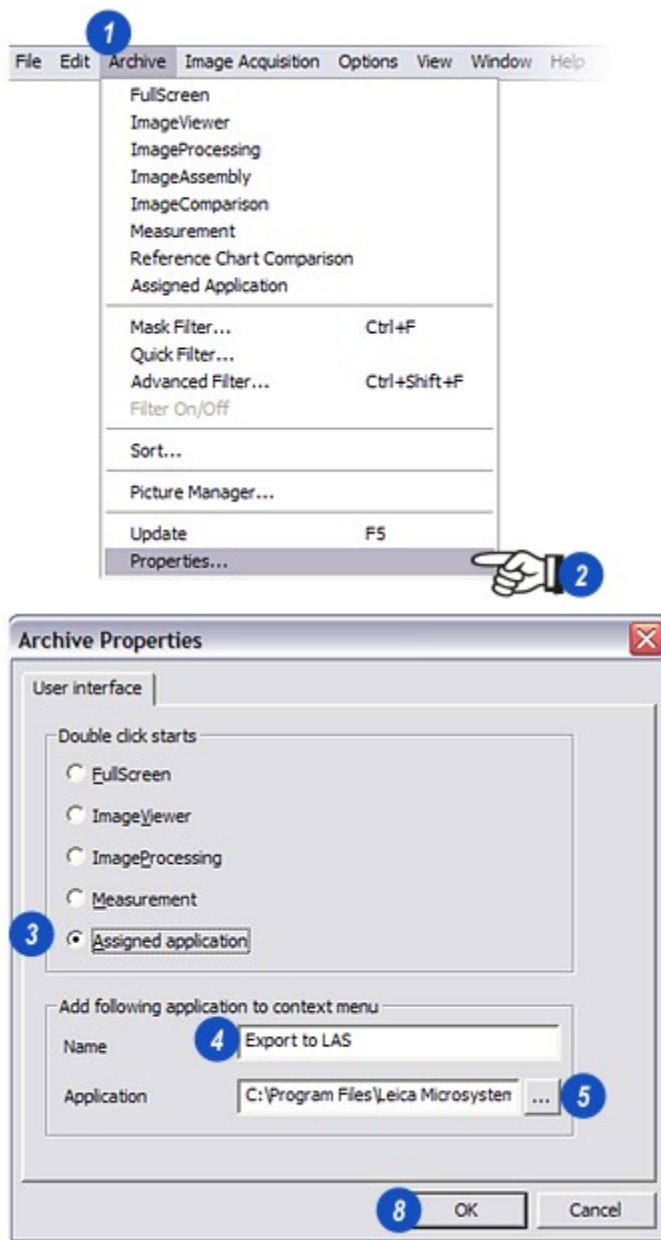 1
File Edit Archive Image Acquisition Options View Window Help
FullScreen
ImageViewer
ImageProcessing
ImageAssembly
ImageComparison
Measurement
Reference Chart Comparison
Assigned Application
Mask Filter... Ctrl+F
Quick Filter...
Advanced Filter... Ctrl+Shift+F
Filter On/Off
Sort...
Picture Manager...
Update F5
Properties... 2
Archive Properties
User interface
Double click starts
FullScreen
ImageViewer
ImageProcessing
Measurement
3 Assigned application
Add following application to context menu
Name 4 Export to LAS
Application C:\Program Files\Leica Microsystem ... 5
8 OK Cancel